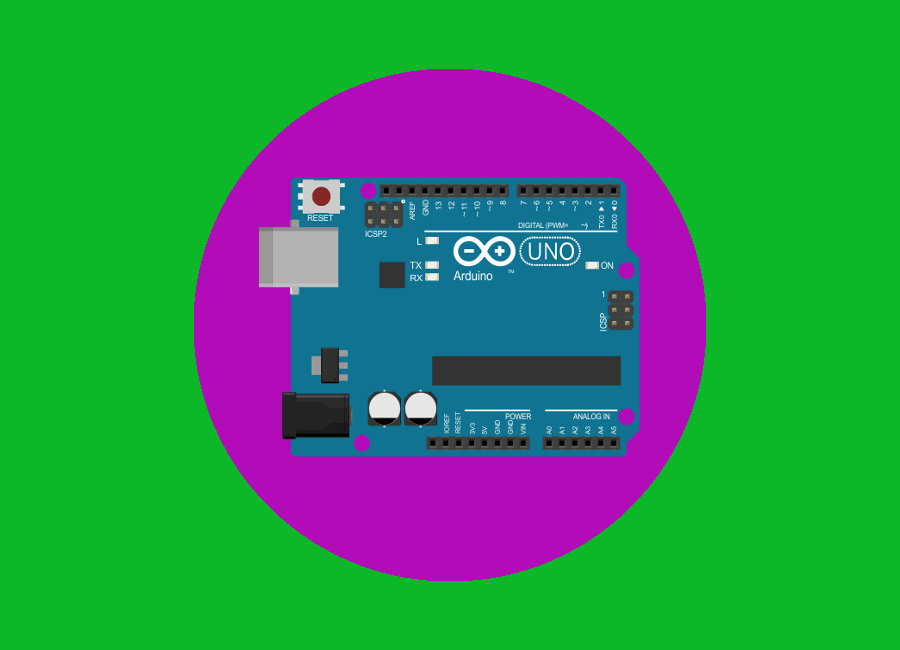 RESET
ICSP2
AREF
GND
13
12
~11
~10
~9
8
7
~6
~5
4
~3
2
TX0 ▶ 1
RX0 ◀ 0
DIGITAL (PWM= ~)
L
TX
RX
Arduino
TM
UNO
ON
1
ICSP
POWER
ANALOG IN
IOREF
RESET
3V3
5V
GND
GND
VIN
A0
A1
A2
A3
A4
A5